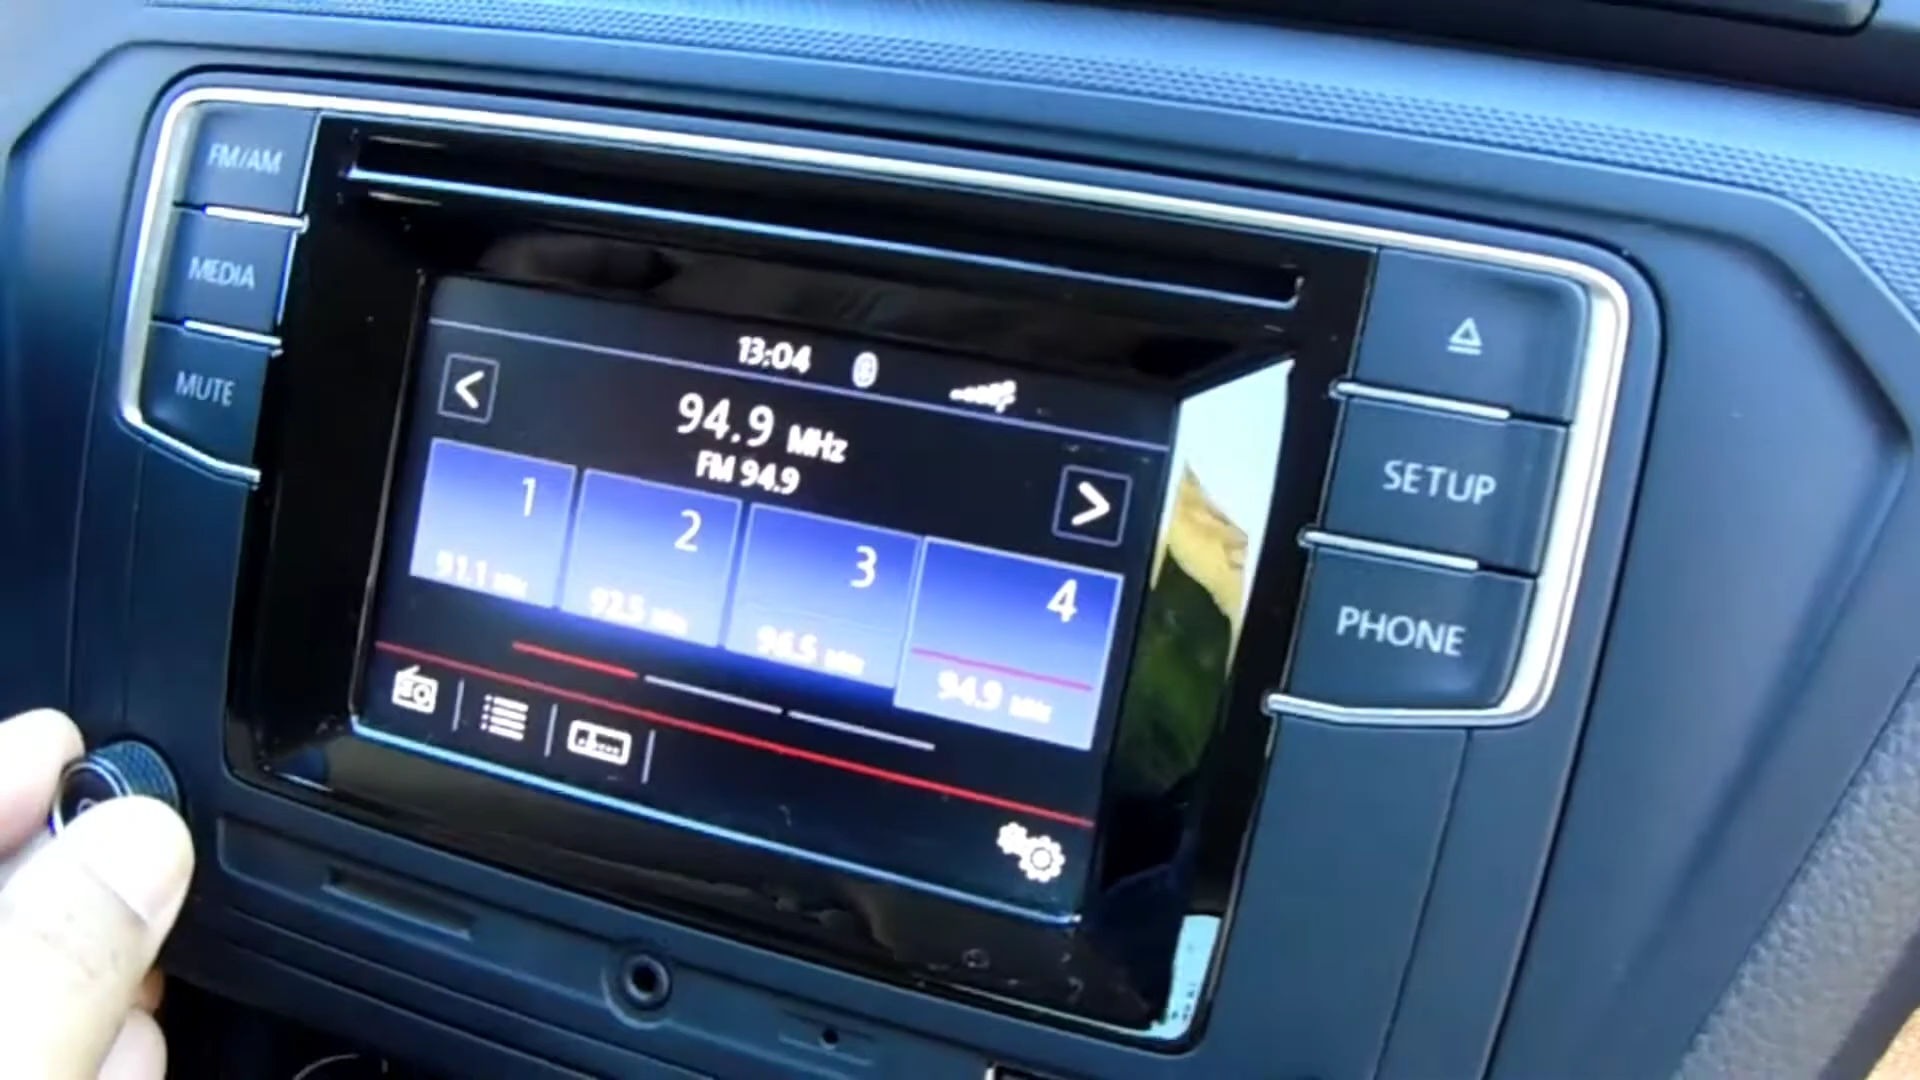 FM/AM
MEDIA
MUTE
13:04
94.9 MHz
FM 94.9
1
2
3
4
91.1 MHz
92.5 MHz
96.5 MHz
94.9 MHz
SETUP
PHONE